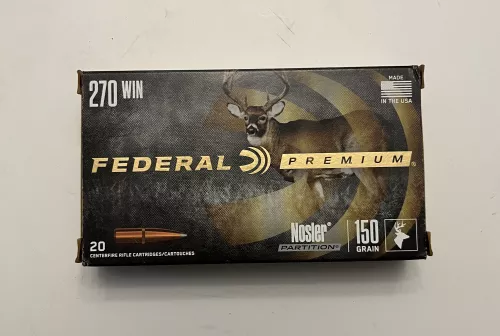 270 WIN
MADE
IN THE USA
FEDERAL PREMIUM®
20
CENTERFIRE RIFLE CARTRIDGES/CARTOUCHES
Nosler®
PARTITION®
150
GRAIN